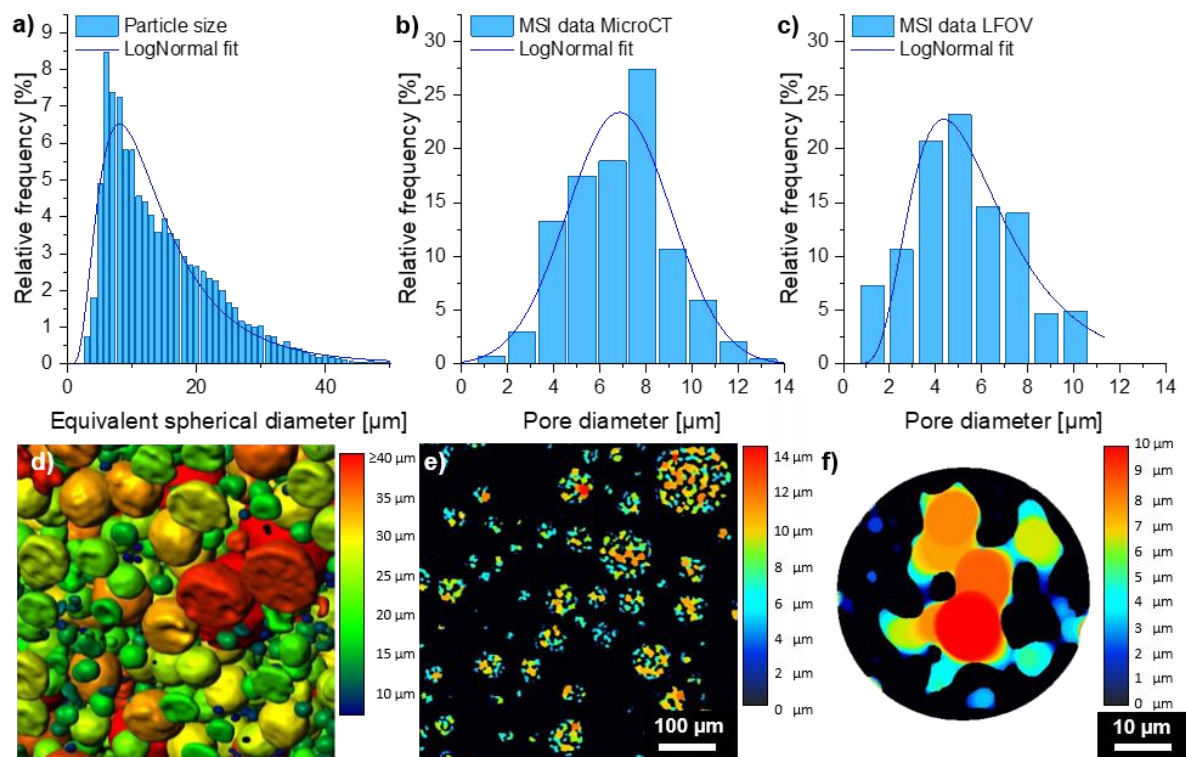 a)
Particle size
LogNormal fit
Relative frequency [%]
9
8
7
6
5
4
3
2
1
0
0
20
40
Equivalent spherical diameter [µm]
b)
MSI data MicroCT
LogNormal fit
Relative frequency [%]
30
25
20
15
10
5
0
0
2
4
6
8
10
12
14
Pore diameter [µm]
c)
MSI data LFOV
LogNormal fit
Relative frequency [%]
30
25
20
15
10
5
0
0
2
4
6
8
10
12
14
Pore diameter [µm]
d)
≥40 µm
35 µm
30 µm
25 µm
20 µm
15 µm
10 µm
e)
100 µm
14 µm
12 µm
10 µm
8 µm
6 µm
4 µm
2 µm
0 µm
f)
10 µm
9 µm
8 µm
7 µm
6 µm
5 µm
4 µm
3 µm
2 µm
1 µm
0 µm
10 µm